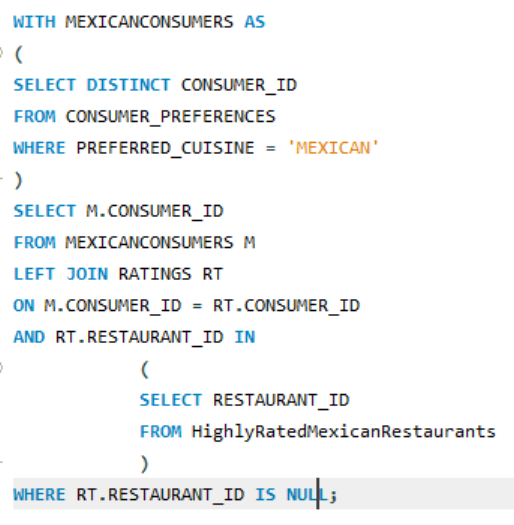 WITH MEXICANCONSUMERS AS
(
SELECT DISTINCT CONSUMER_ID
FROM CONSUMER_PREFERENCES
WHERE PREFERRED_CUISINE = 'MEXICAN'
)
SELECT M.CONSUMER_ID
FROM MEXICANCONSUMERS M
LEFT JOIN RATINGS RT
ON M.CONSUMER_ID = RT.CONSUMER_ID
AND RT.RESTAURANT_ID IN
(
SELECT RESTAURANT_ID
FROM HighlyRatedMexicanRestaurants
)
WHERE RT.RESTAURANT_ID IS NULL;